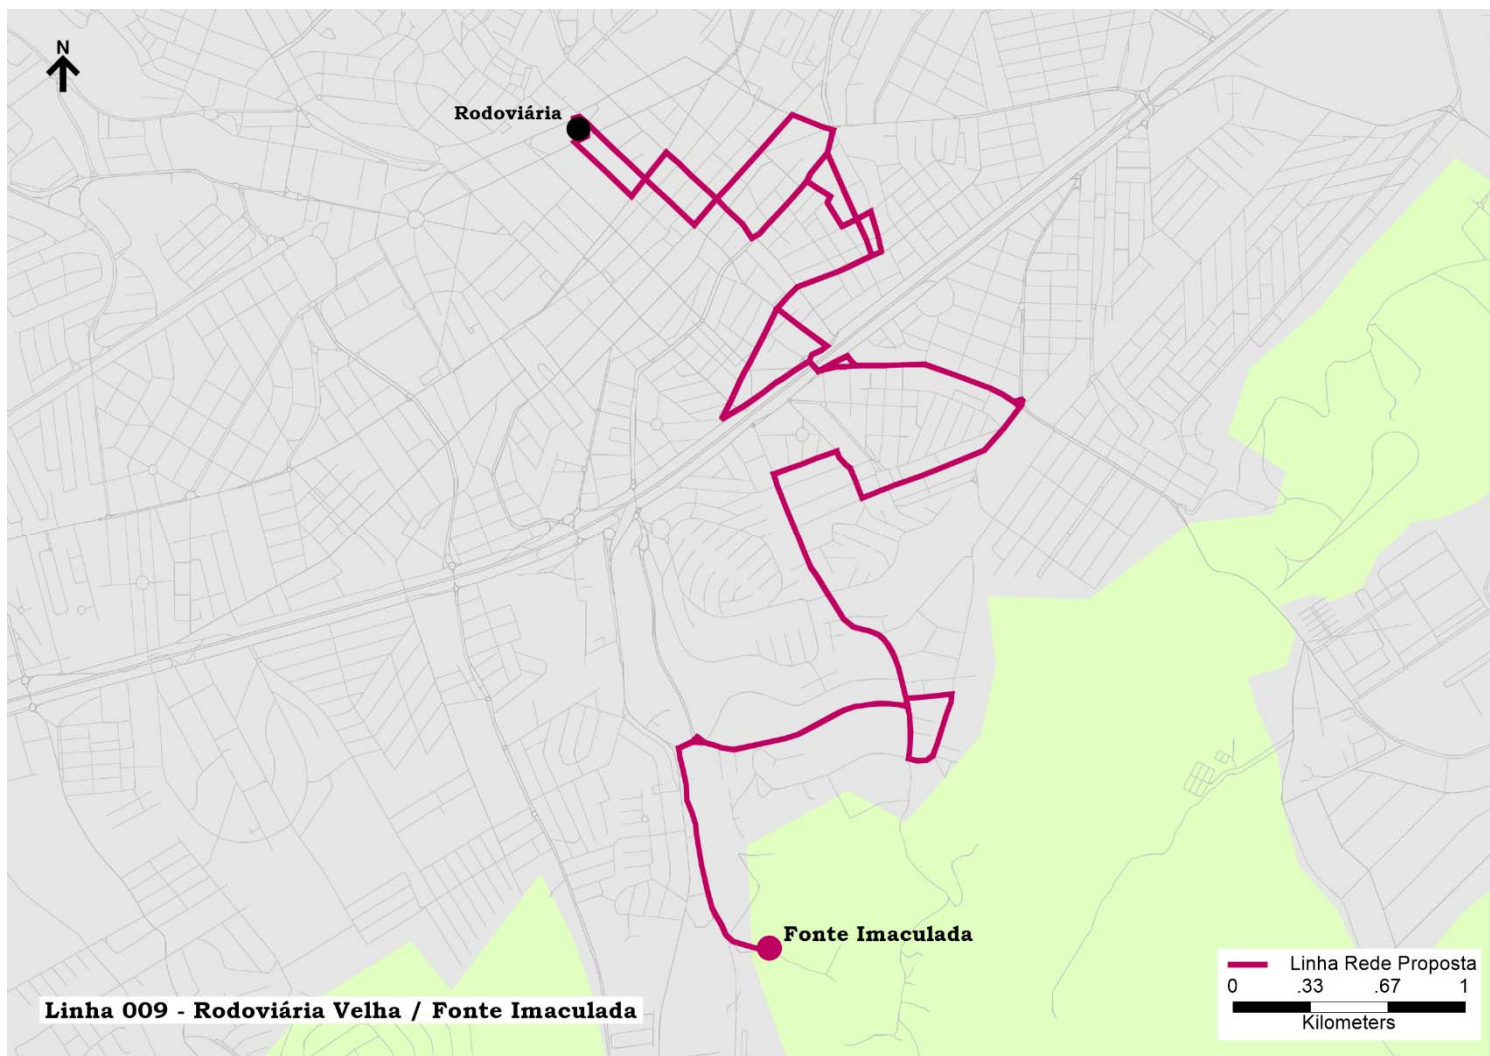 N
Rodoviária
Fonte Imaculada
Linha Rede Proposta
0 .33 .67 1
Kilometers
Linha 009 - Rodoviária Velha / Fonte Imaculada